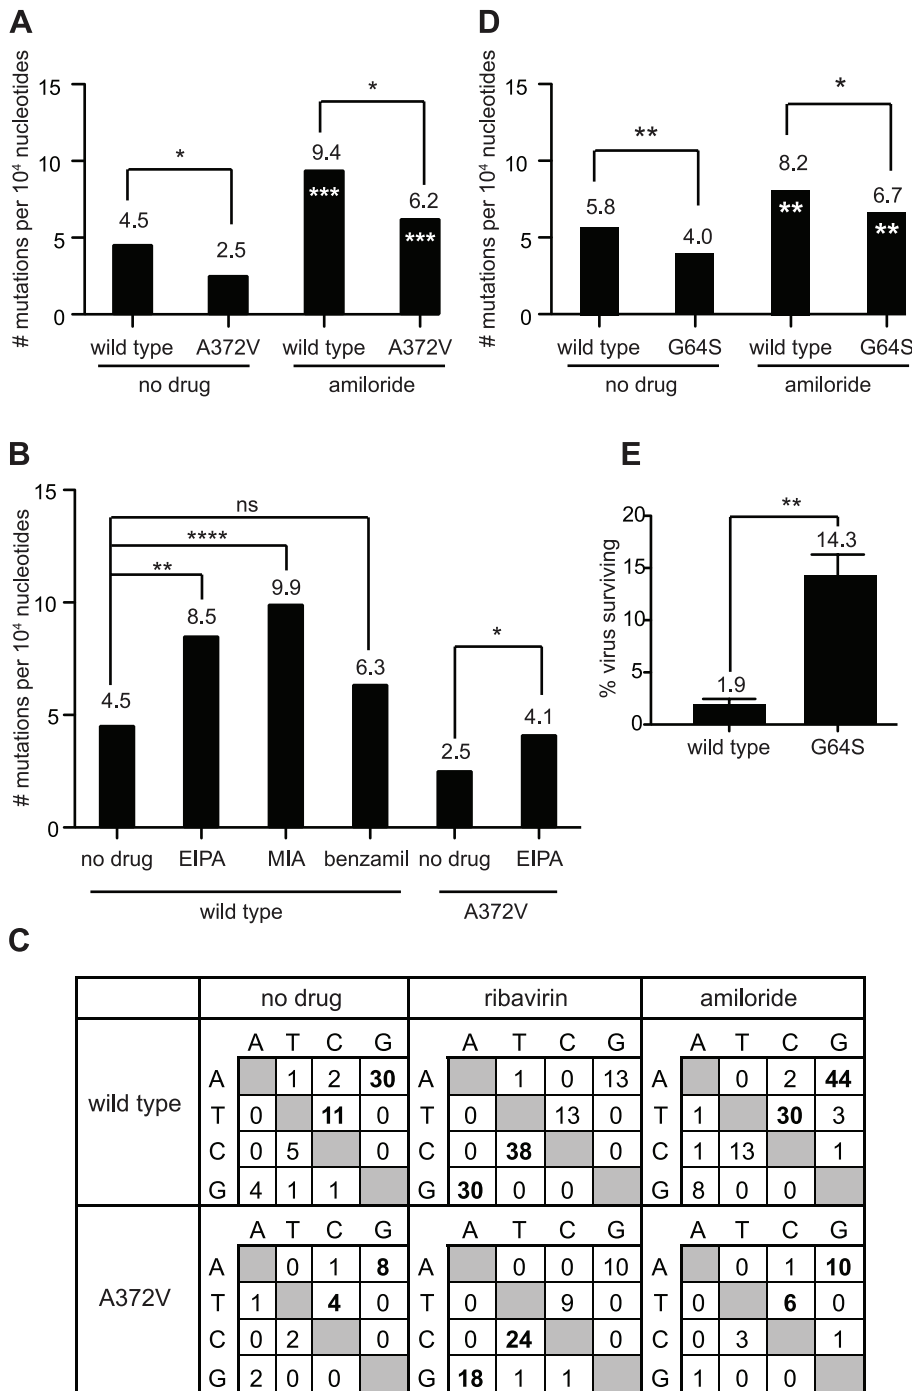 A
# mutations per 10⁴ nucleotides
15
10
5
0
*
*
4.5
2.5
9.4
***
6.2
***
wild type A372V wild type A372V
no drug amiloride
D
# mutations per 10⁴ nucleotides
15
10
5
0
**
*
5.8
4.0
8.2
**
6.7
**
wild type G64S wild type G64S
no drug amiloride
B
# mutations per 10⁴ nucleotides
15
10
5
0
ns
****
**
*
4.5
8.5
9.9
6.3
2.5
4.1
no drug EIPA MIA benzamil no drug EIPA
wild type A372V
E
% virus surviving
20
15
10
5
0
**
1.9
14.3
wild type G64S
C
no drug ribavirin amiloride
wild type
A T C G A T C G A T C G
A 1 2 30 A 1 0 13 A 0 2 44
T 0 11 0 T 0 13 0 T 1 30 3
C 0 5 0 C 0 38 0 C 1 13 1
G 4 1 1 G 30 0 0 G 8 0 0
A372V
A T C G A T C G A T C G
A 0 1 8 A 0 0 10 A 0 1 10
T 1 4 0 T 0 9 0 T 0 6 0
C 0 2 0 C 0 24 0 C 0 3 1
G 2 0 0 G 18 1 1 G 1 0 0